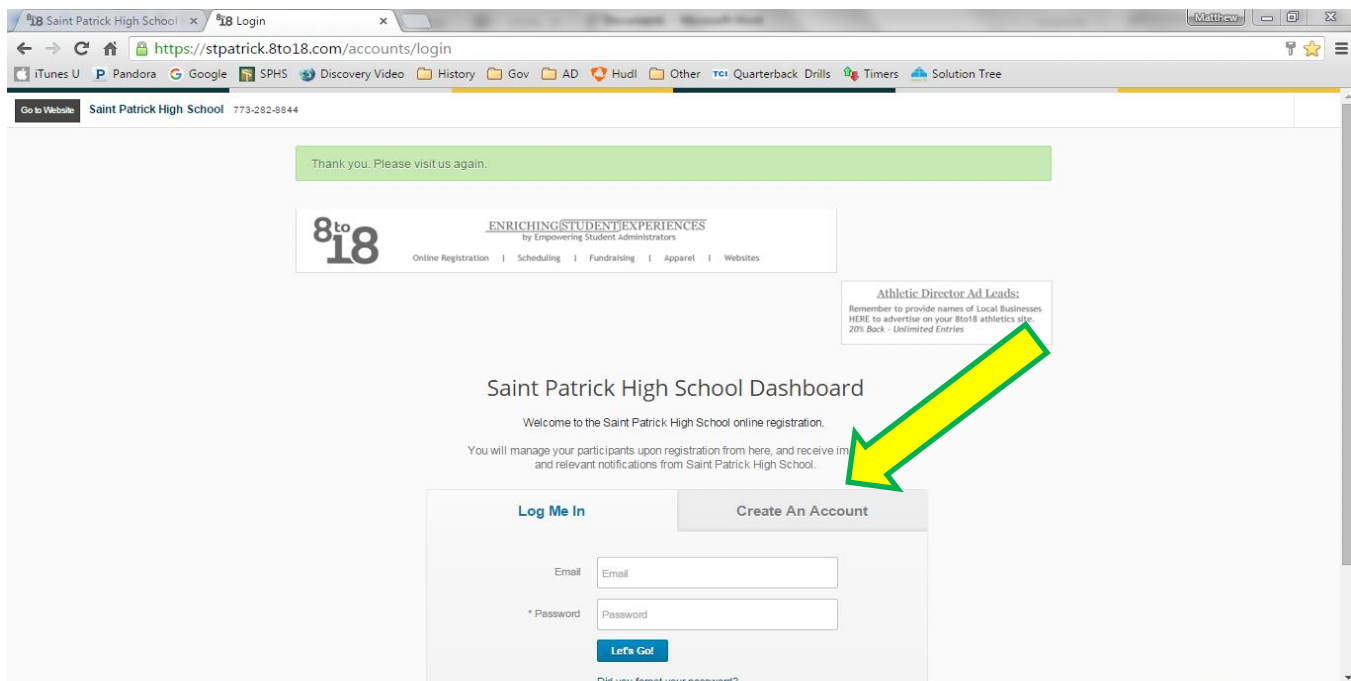 8to18 Saint Patrick High School
8to18 Login
Matthew
https://stpatrick.8to18.com/accounts/login
iTunes U Pandora Google SPHS Discovery Video History Gov AD Hudl Other TCI Quarterback Drills Timers Solution Tree
Go to Website Saint Patrick High School 773-282-8844
Thank you. Please visit us again.
8to18
ENRICHING STUDENT EXPERIENCES
by Empowering Student Administrators
Online Registration | Scheduling | Fundraising | Apparel | Websites
Athletic Director Ad Leads:
Remember to provide names of Local Businesses
HERE to advertise on your 8to18 athletics site.
20% Back - Unlimited Entries
Saint Patrick High School Dashboard
Welcome to the Saint Patrick High School online registration.
You will manage your participants upon registration from here, and receive im
and relevant notifications from Saint Patrick High School.
Log Me In
Create An Account
Email Email
* Password Password
Let's Go!
Did you forget your password?